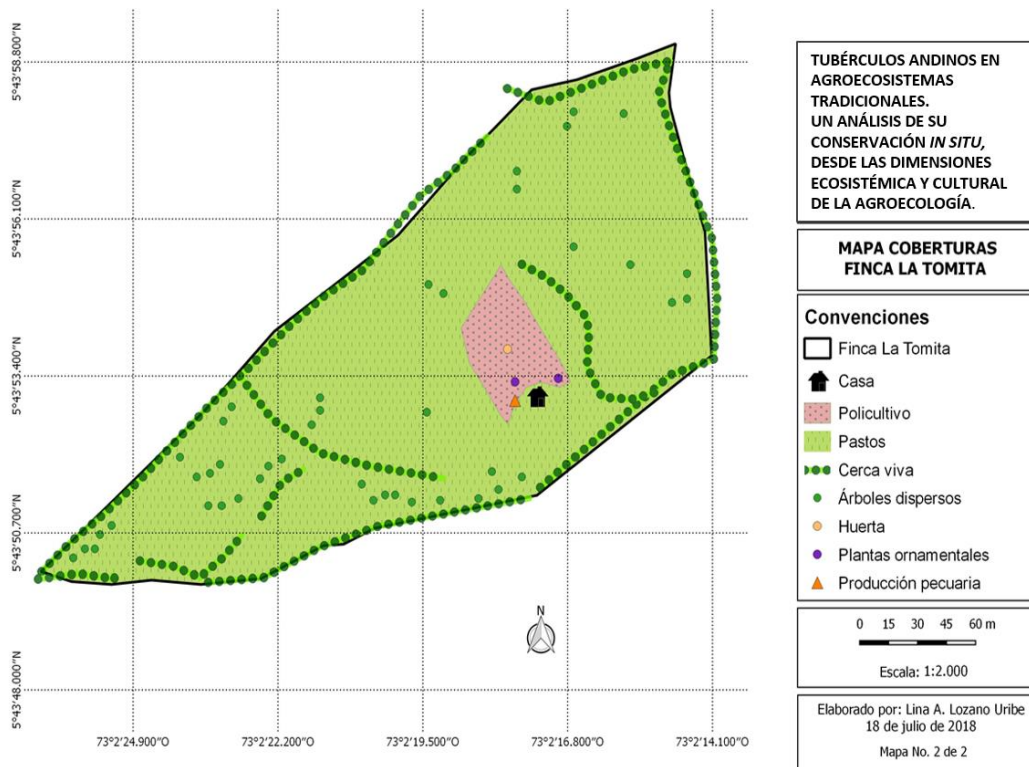 5°43'58.800"N
5°43'56.100"N
5°43'53.400"N
5°43'50.700"N
5°43'48.000"N
73°2'24.900"O
73°2'22.200"O
73°2'19.500"O
73°2'16.800"O
73°2'14.100"O
N
TUBÉRCULOS ANDINOS EN
AGROECOSISTEMAS
TRADICIONALES.
UN ANÁLISIS DE SU
CONSERVACIÓN IN SITU,
DESDE LAS DIMENSIONES
ECOSISTÉMICA Y CULTURAL
DE LA AGROECOLOGÍA.
MAPA COBERTURAS
FINCA LA TOMITA
Convenciones
Finca La Tomita
Casa
Policultivo
Pastos
Cerca viva
Árboles dispersos
Huerta
Plantas ornamentales
Producción pecuaria
0 15 30 45 60 m
Escala: 1:2.000
Elaborado por: Lina A. Lozano Uribe
18 de julio de 2018
Mapa No. 2 de 2